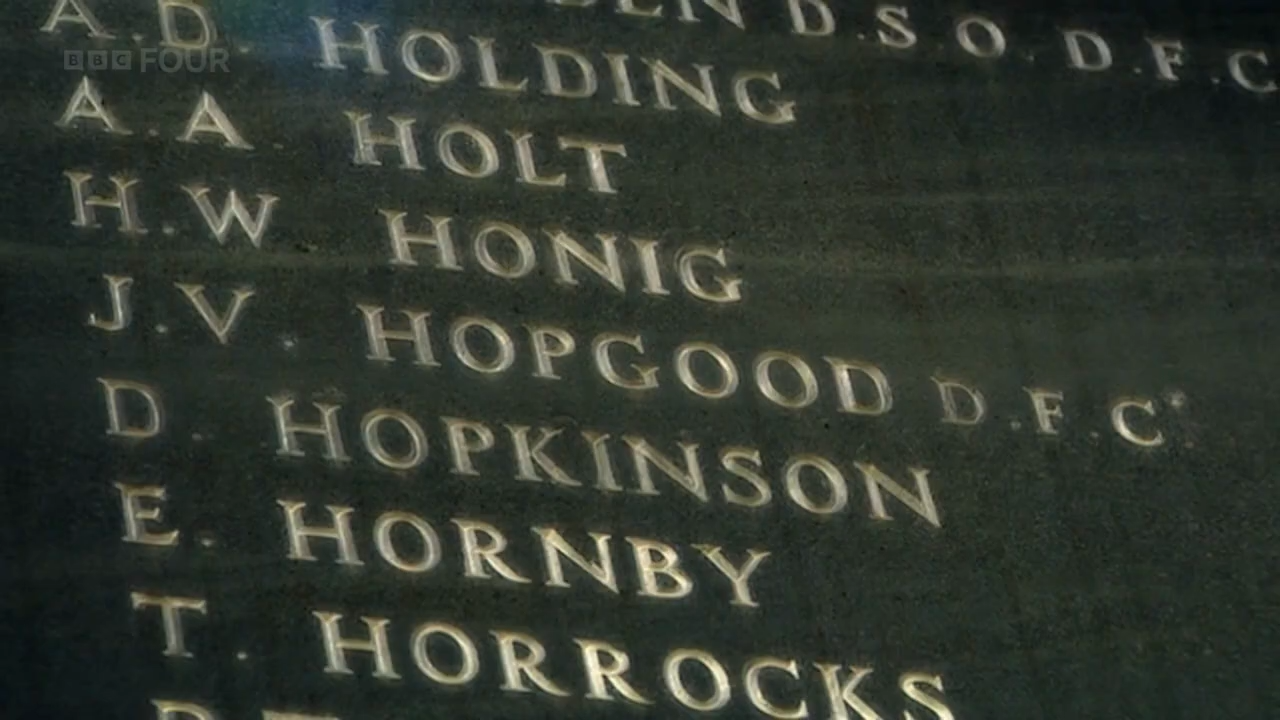 D.S.O. D.F.C
A.D. HOLDING
BBC FOUR
A.A. HOLT
H.W. HONIG
J.V. HOPGOOD D.F.C*
D. HOPKINSON
E. HORNBY
T. HORROCKS